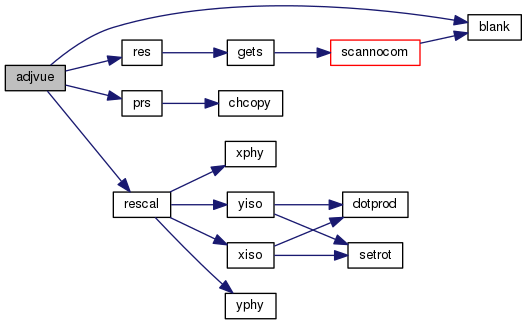 blank
res
gets
scannocom
adjvue
prs
chcopy
xphy
rescal
yiso
dotprod
xiso
setrot
yphy